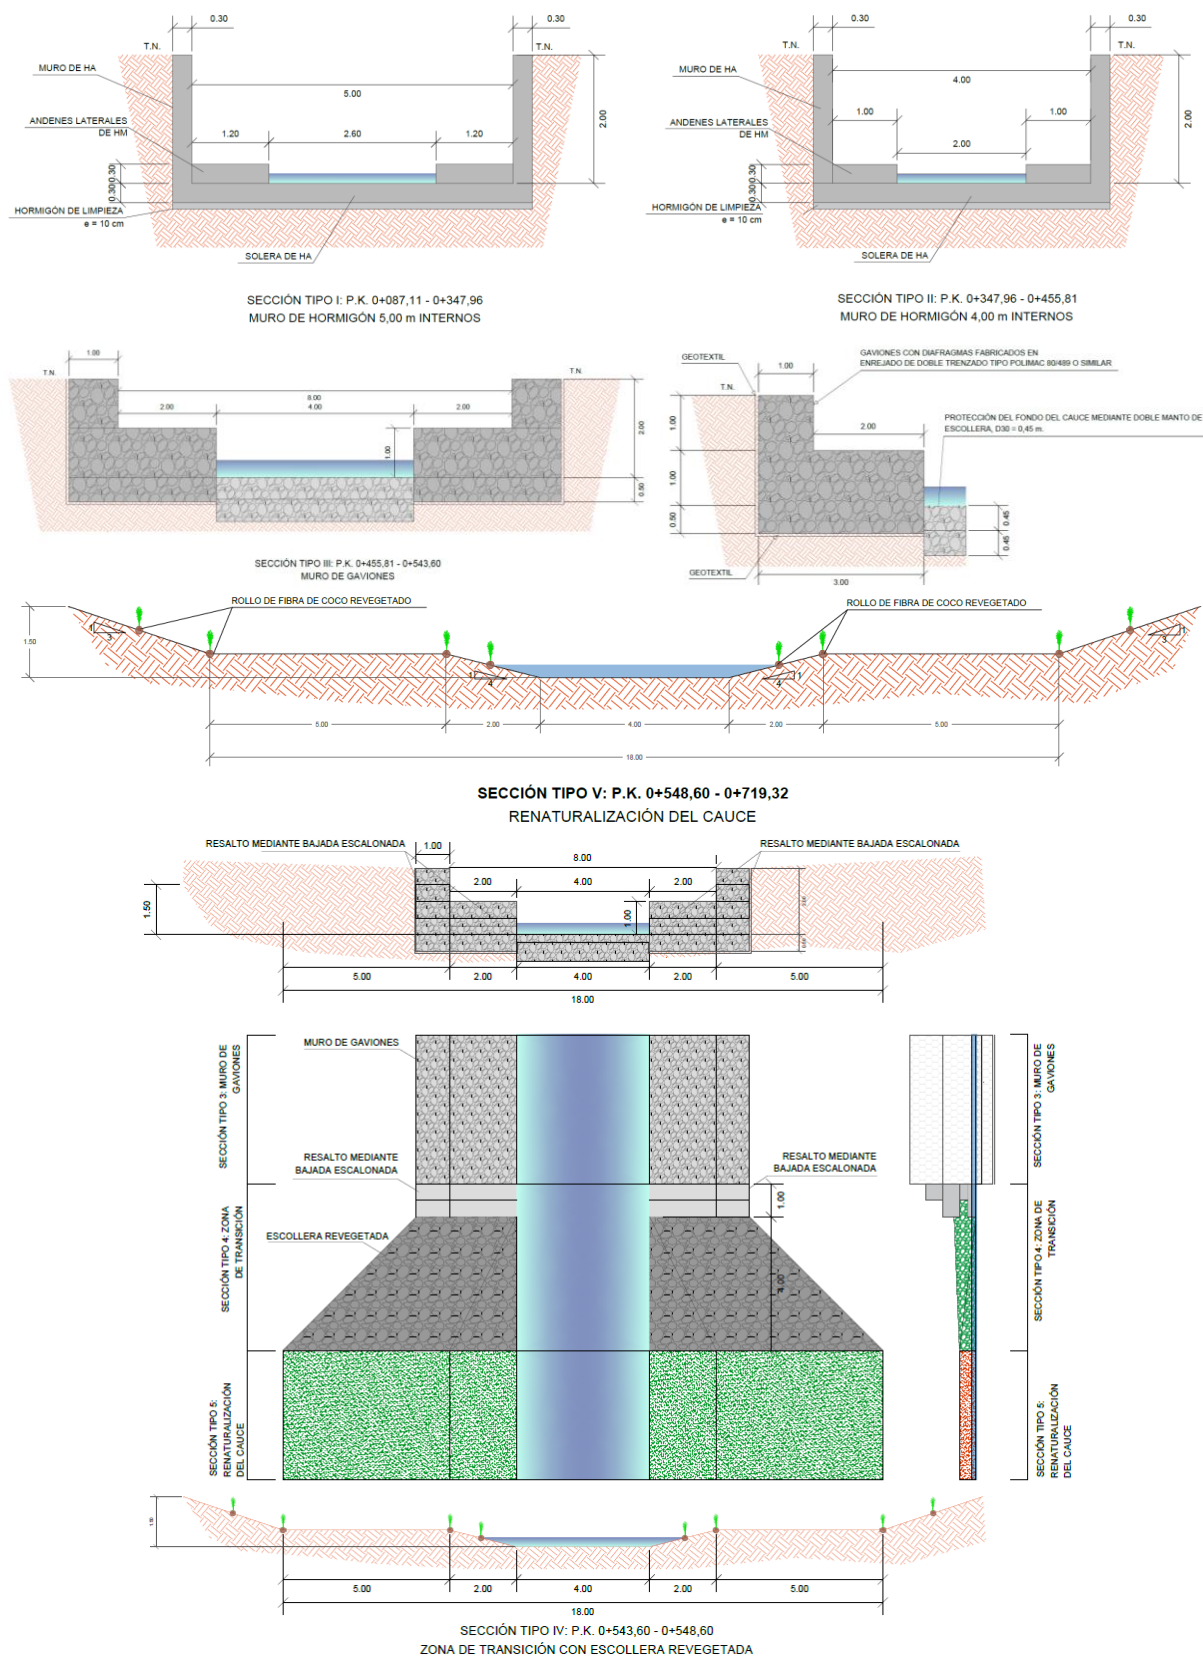 0.30
0.30
T.N.
T.N.
MURO DE HA
5.00
2.00
ANDENES LATERALES
DE HM
1.20
2.60
1.20
0.30
0.30
HORMIGÓN DE LIMPIEZA
e = 10 cm
SOLERA DE HA
SECCIÓN TIPO I: P.K. 0+087,11 - 0+347,96
MURO DE HORMIGÓN 5,00 m INTERNOS
0.30
0.30
T.N.
T.N.
MURO DE HA
4.00
2.00
ANDENES LATERALES
DE HM
1.00
1.00
2.00
0.30
0.30
HORMIGÓN DE LIMPIEZA
e = 10 cm
SOLERA DE HA
SECCIÓN TIPO II: P.K. 0+347,96 - 0+455,81
MURO DE HORMIGÓN 4,00 m INTERNOS
1.00
T.N.
T.N.
8.00
2.00
4.00
2.00
1.00
2.00
0.50
SECCIÓN TIPO III: P.K. 0+455,81 - 0+543,60
MURO DE GAVIONES
GEOTEXTIL
GAVIONES CON DIAFRAGMAS FABRICADOS EN
ENREJADO DE DOBLE TRENZADO TIPO POLIMAC 80/489 O SIMILAR
1.00
T.N.
PROTECCIÓN DEL FONDO DEL CAUCE MEDIANTE DOBLE MANTO DE
ESCOLLERA, D30 = 0,45 m.
1.00
2.00
1.00
0.50
0.45
0.45
GEOTEXTIL
3.00
ROLLO DE FIBRA DE COCO REVEGETADO
ROLLO DE FIBRA DE COCO REVEGETADO
1.50
1
3
1
4
1
4
1
3
5.00
2.00
4.00
2.00
5.00
18.00
SECCIÓN TIPO V: P.K. 0+548,60 - 0+719,32
RENATURALIZACIÓN DEL CAUCE
RESALTO MEDIANTE BAJADA ESCALONADA
1.00
RESALTO MEDIANTE BAJADA ESCALONADA
8.00
2.00
4.00
2.00
1.50
1.00
5.00
2.00
4.00
2.00
5.00
18.00
SECCIÓN TIPO 3: MURO DE
GAVIONES
MURO DE GAVIONES
SECCIÓN TIPO 3: MURO DE
GAVIONES
RESALTO MEDIANTE
BAJADA ESCALONADA
RESALTO MEDIANTE
BAJADA ESCALONADA
1.00
SECCIÓN TIPO 4: ZONA
DE TRANSICIÓN
ESCOLLERA REVEGETADA
4.00
SECCIÓN TIPO 4: ZONA DE
TRANSICIÓN
SECCIÓN TIPO 5:
RENATURALIZACIÓN
DEL CAUCE
SECCIÓN TIPO 5:
RENATURALIZACIÓN
DEL CAUCE
5.00
2.00
4.00
2.00
5.00
18.00
SECCIÓN TIPO IV: P.K. 0+543,60 - 0+548,60
ZONA DE TRANSICIÓN CON ESCOLLERA REVEGETADA